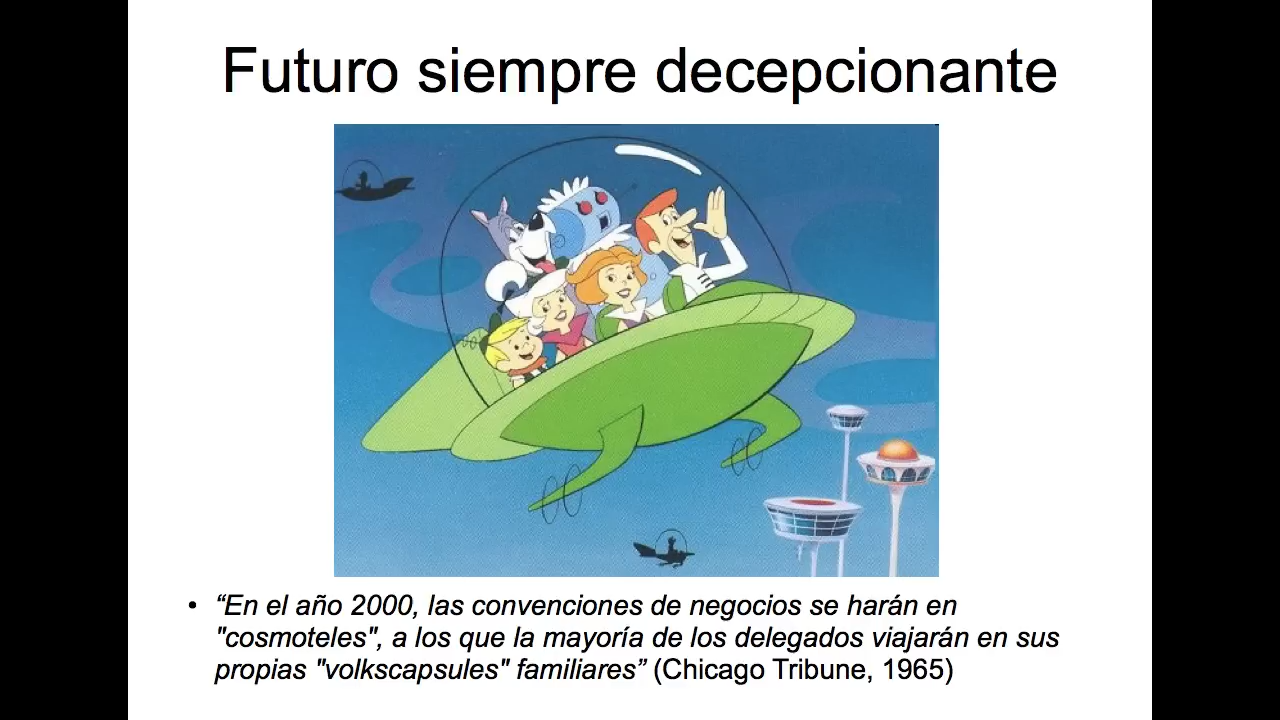 Futuro siempre decepcionante
• “En el año 2000, las convenciones de negocios se harán en
"cosmoteles", a los que la mayoría de los delegados viajarán en sus
propias "volkscapsules" familiares” (Chicago Tribune, 1965)